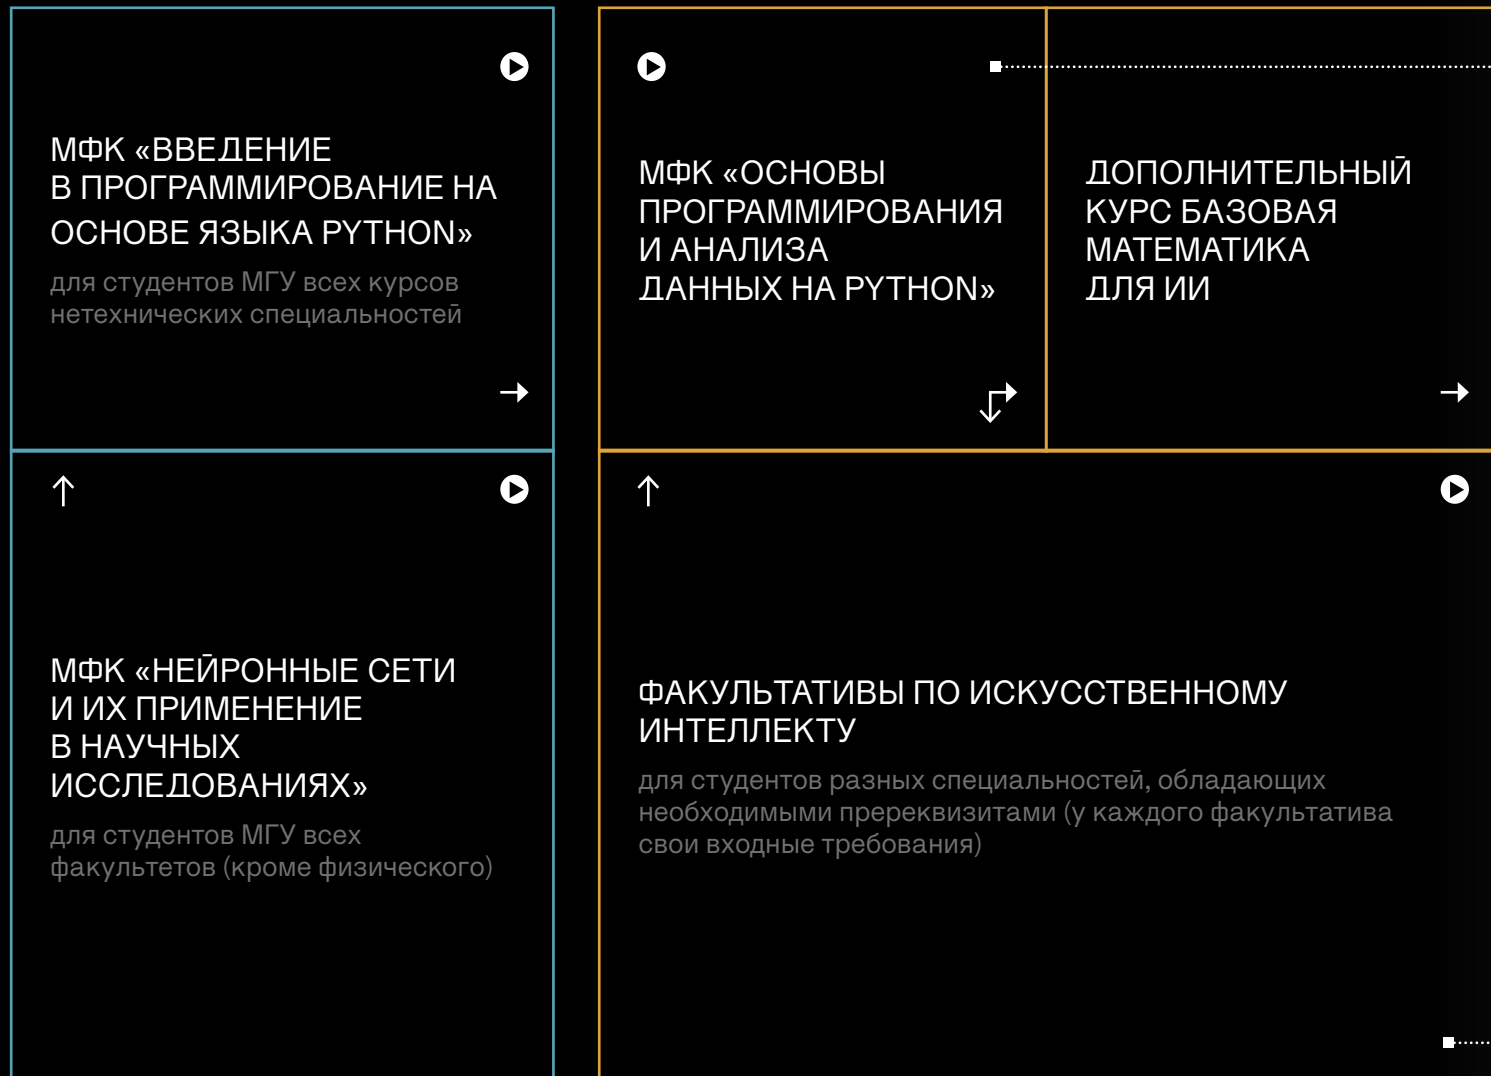 МФК «ВВЕДЕНИЕ
В ПРОГРАММИРОВАНИЕ НА
ОСНОВЕ ЯЗЫКА PYTHON»
для студентов МГУ всех курсов
нетехнических специальностей
МФК «ОСНОВЫ
ПРОГРАММИРОВАНИЯ
И АНАЛИЗА
ДАННЫХ НА PYTHON»
ДОПОЛНИТЕЛЬНЫЙ
КУРС БАЗОВАЯ
МАТЕМАТИКА
ДЛЯ ИИ
МФК «НЕЙРОННЫЕ СЕТИ
И ИХ ПРИМЕНЕНИЕ
В НАУЧНЫХ
ИССЛЕДОВАНИЯХ»
для студентов МГУ всех
факультетов (кроме физического)
ФАКУЛЬТАТИВЫ ПО ИСКУССТВЕННОМУ
ИНТЕЛЛЕКТУ
для студентов разных специальностей, обладающих
необходимыми пререквизитами (у каждого факультатива
свои входные требования)